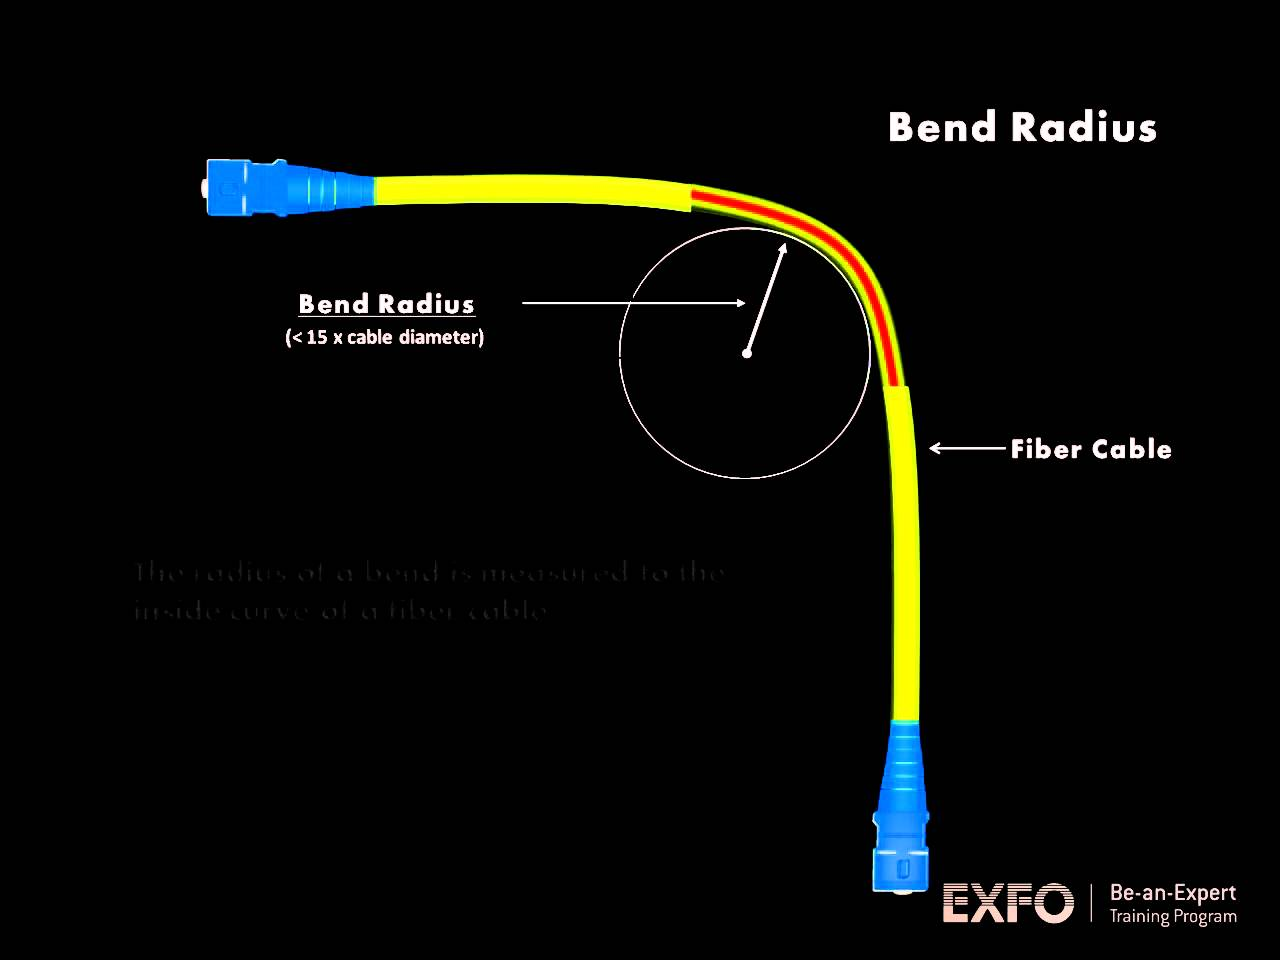 Bend Radius
Bend Radius
(< 15 x cable diameter)
Fiber Cable
The radius of a bend is measured to the
inside curve of a fiber cable
EXFO
Be-an-Expert
Training Program